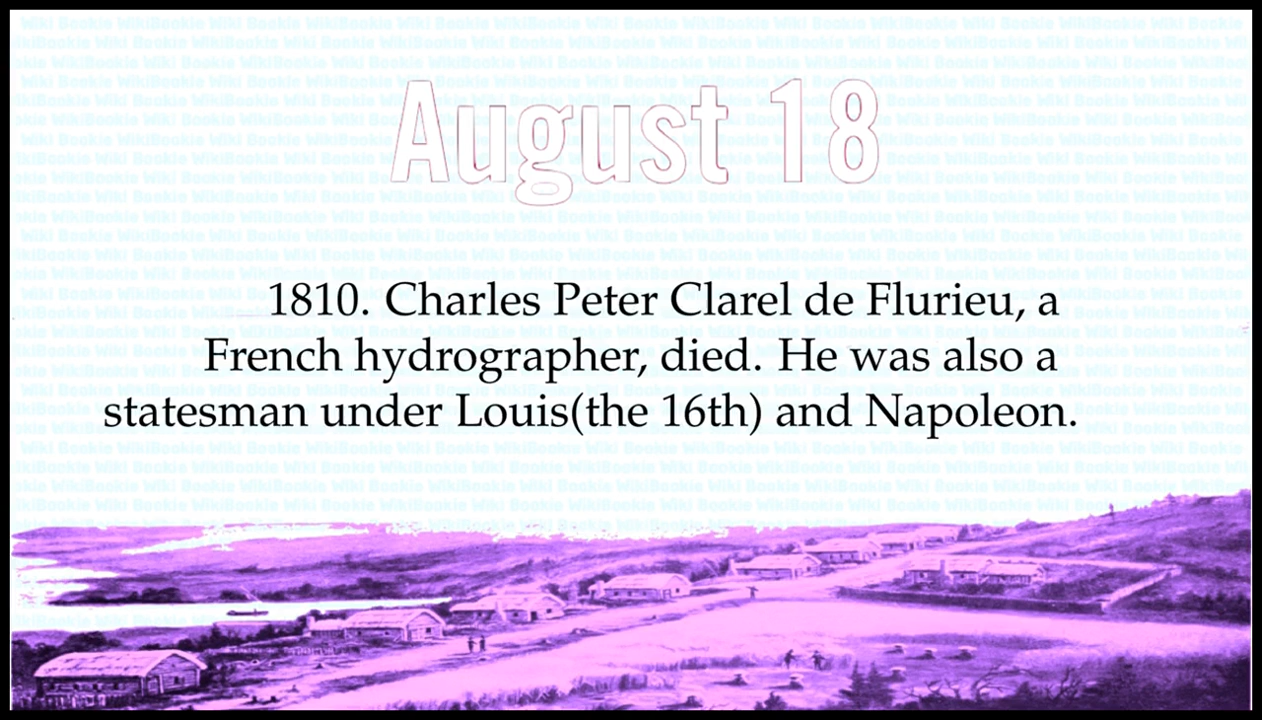 August 18
1810. Charles Peter Clarel de Flurieu, a
French hydrographer, died. He was also a
statesman under Louis(the 16th) and Napoleon.